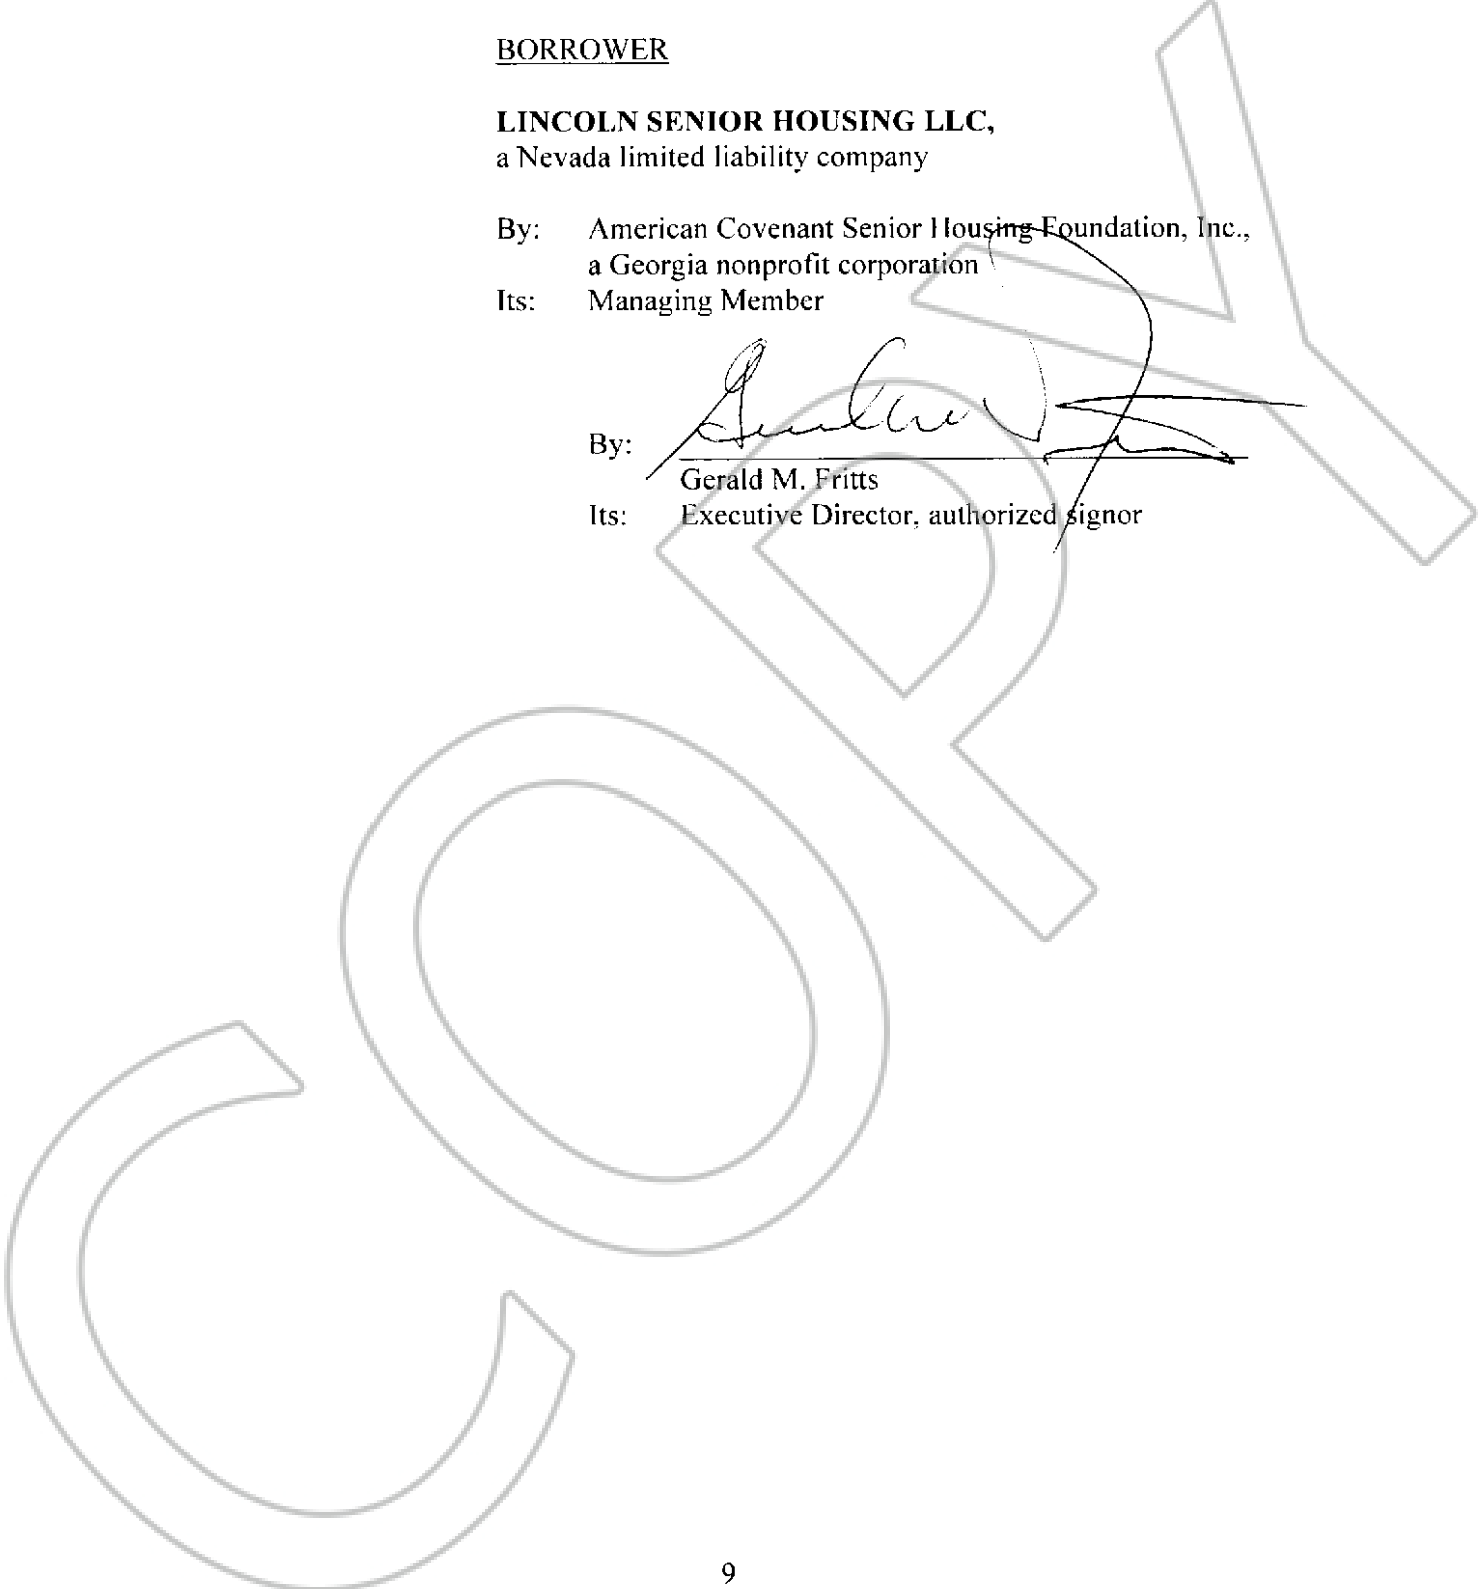 BORROWER
LINCOLN SENIOR HOUSING LLC,
a Nevada limited liability company
By: American Covenant Senior Housing Foundation, Inc.,
a Georgia nonprofit corporation
Its: Managing Member
By:
Gerald M. Fritts
Its: Executive Director, authorized signor
COPY
9